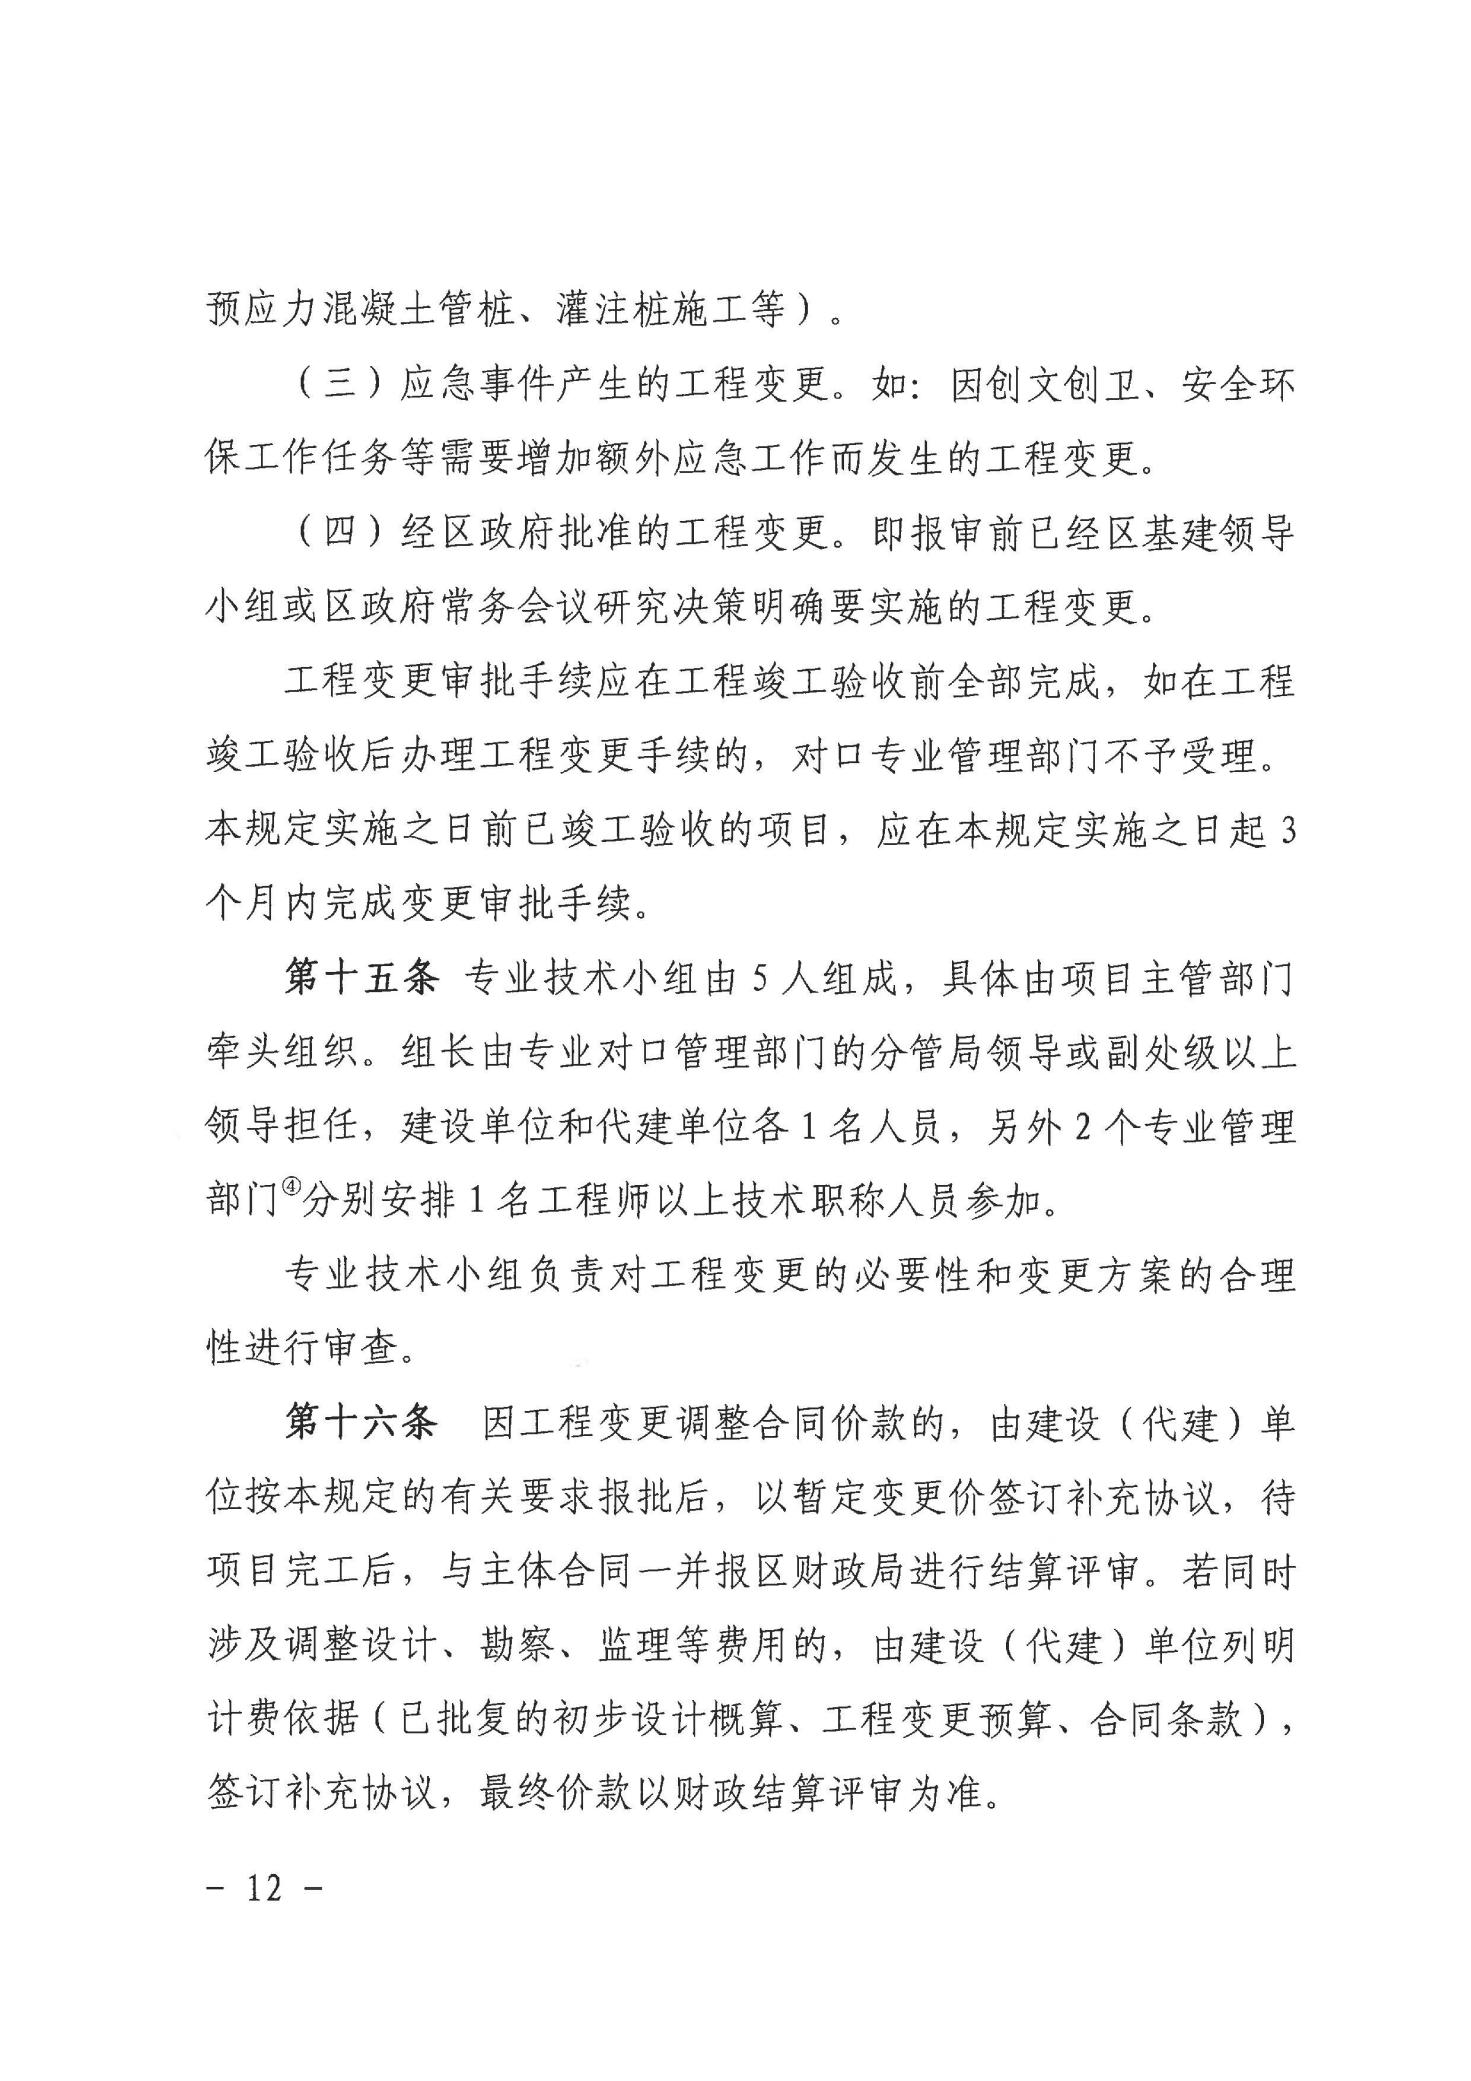 预应力混凝土管桩、灌注桩施工等）。
（三）应急事件产生的工程变更。如：因创文创卫、安全环
保工作任务等需要增加额外应急工作而发生的工程变更。
（四）经区政府批准的工程变更。即报审前已经区基建领导
小组或区政府常务会议研究决策明确要实施的工程变更。
工程变更审批手续应在工程竣工验收前全部完成，如在工程
竣工验收后办理工程变更手续的，对口专业管理部门不予受理。
本规定实施之日前已竣工验收的项目，应在本规定实施之日起 3
个月内完成变更审批手续。
第十五条 专业技术小组由 5 人组成，具体由项目主管部门
牵头组织。组长由专业对口管理部门的分管局领导或副处级以上
领导担任，建设单位和代建单位各 1 名人员，另外 2 个专业管理
部门④分别安排 1 名工程师以上技术职称人员参加。
专业技术小组负责对工程变更的必要性和变更方案的合理
性进行审查。
第十六条 因工程变更调整合同价款的，由建设（代建）单
位按本规定的有关要求报批后，以暂定变更价签订补充协议，待
项目完工后，与主体合同一并报区财政局进行结算评审。若同时
涉及调整设计、勘察、监理等费用的，由建设（代建）单位列明
计费依据（已批复的初步设计概算、工程变更预算、合同条款），
签订补充协议，最终价款以财政结算评审为准。
- 12 -